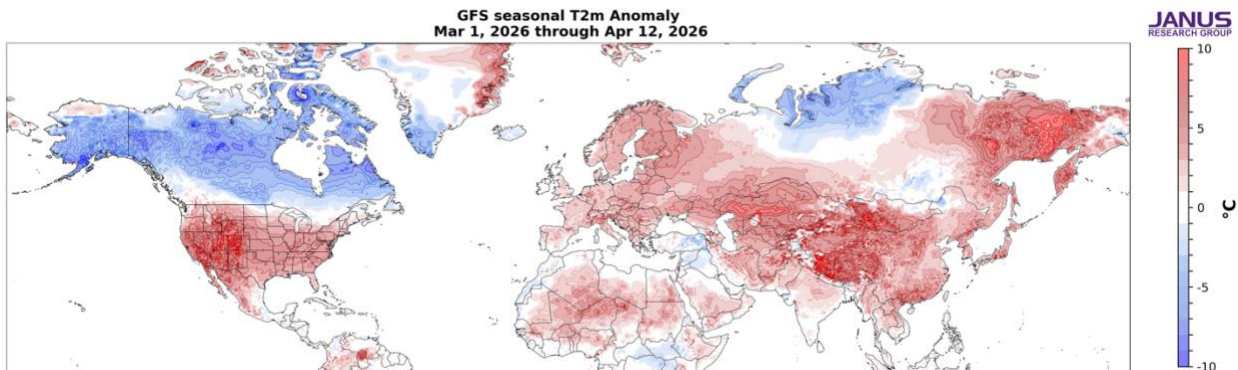 GFS seasonal T2m Anomaly
Mar 1, 2026 through Apr 12, 2026
JANUS
RESEARCH GROUP
10
5
0
-5
-10
°C